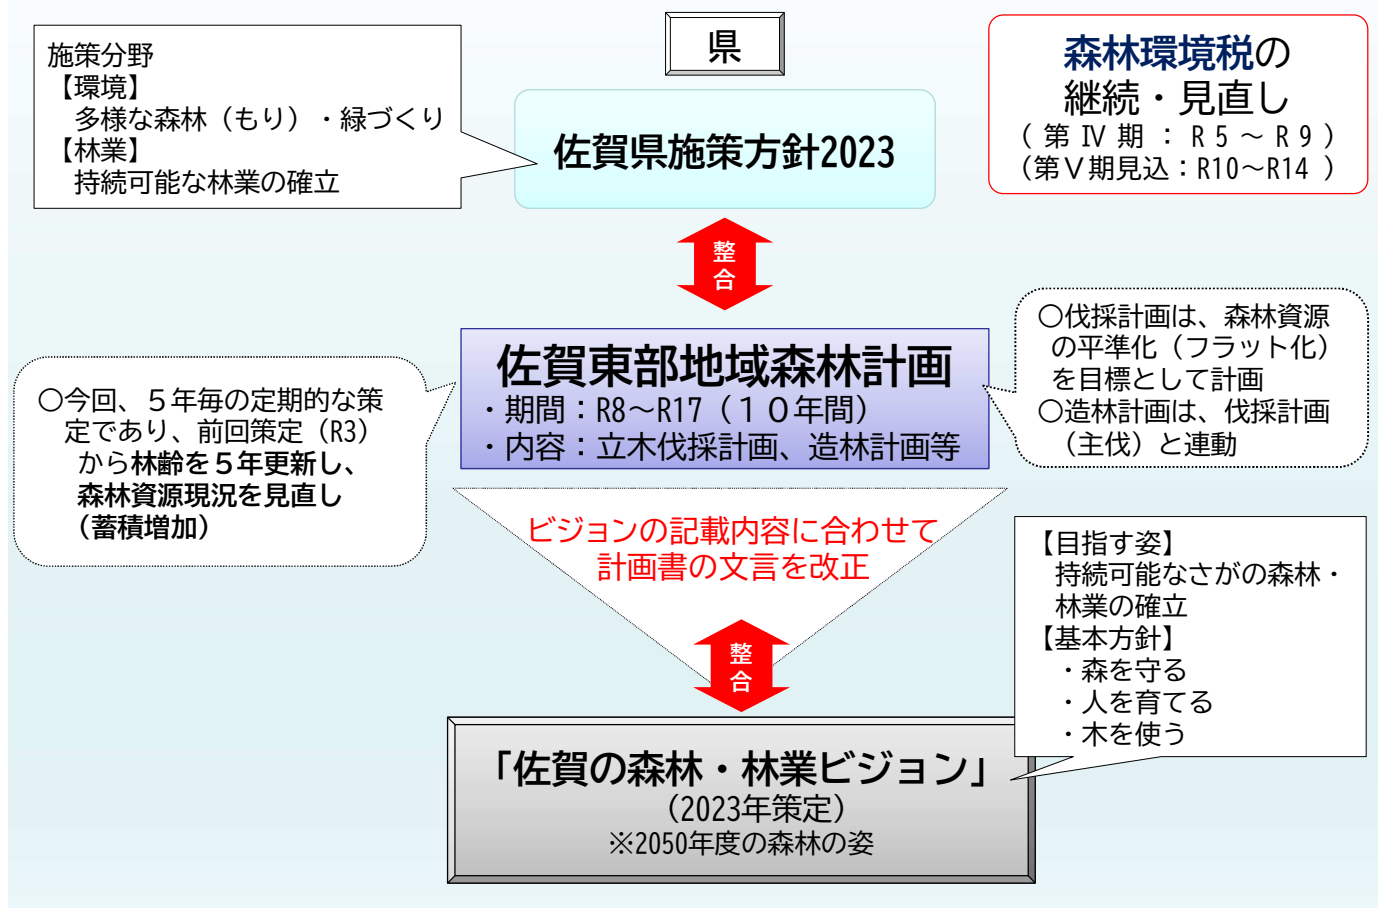 県
施策分野
【環境】
多様な森林（もり）・緑づくり
【林業】
持続可能な林業の確立
佐賀県施策方針2023
森林環境税の
継続・見直し
(第Ⅳ期：R5～R9)
(第Ⅴ期見込：R10～R14 )
整
合
佐賀東部地域森林計画
・期間：R8～R17（１０年間）
・内容：立木伐採計画、造林計画等
○今回、５年毎の定期的な策
定であり、前回策定（R3）
から林齢を５年更新し、
森林資源現況を見直し
（蓄積増加）
○伐採計画は、森林資源
の平準化（フラット化）
を目標として計画
○造林計画は、伐採計画
（主伐）と連動
ビジョンの記載内容に合わせて
計画書の文言を改正
整
合
【目指す姿】
持続可能なさがの森林・
林業の確立
【基本方針】
・森を守る
・人を育てる
・木を使う
「佐賀の森林・林業ビジョン」
（2023年策定）
※2050年度の森林の姿